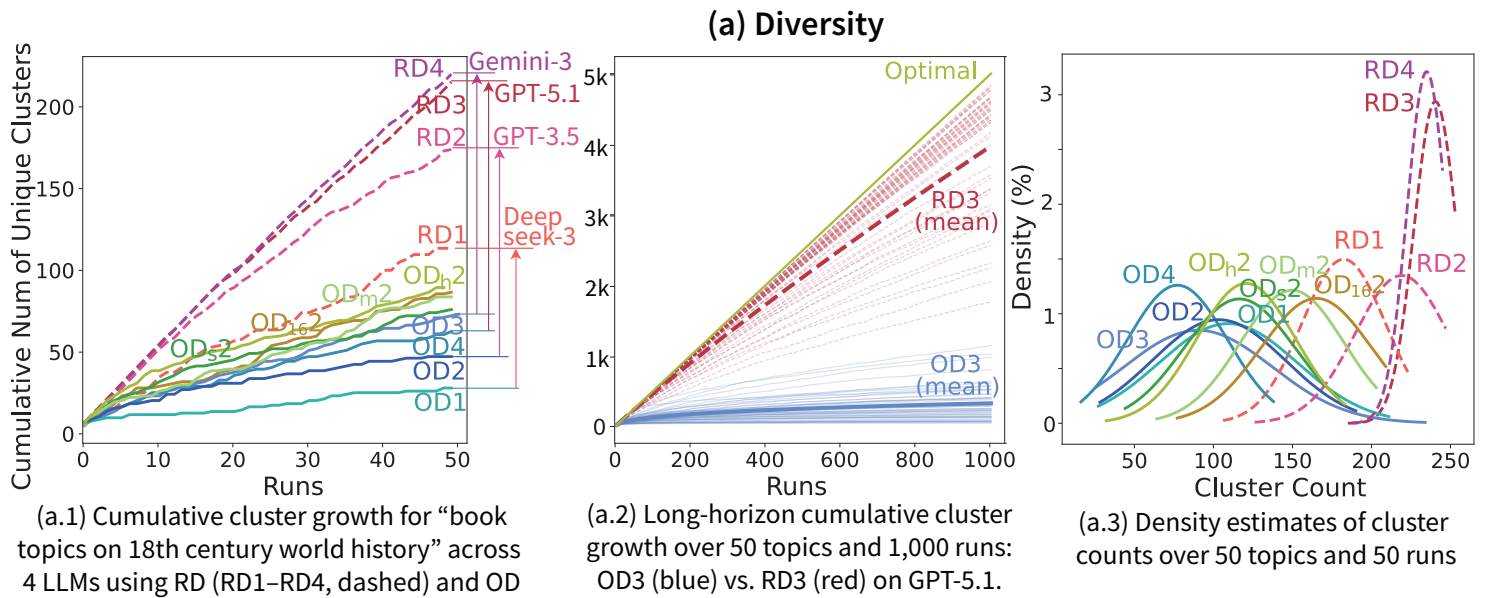 (a) Diversity
Cumulative Num of Unique Clusters
200
150
100
50
0
0
10
20
30
40
50
Runs
RD4
Gemini-3
RD3
GPT-5.1
RD2
GPT-3.5
Deep
seek-3
RD1
ODh2
ODm2
OD162
ODs2
OD3
OD4
OD2
OD1
(a.1) Cumulative cluster growth for “book
topics on 18th century world history” across
4 LLMs using RD (RD1–RD4, dashed) and OD
5k
4k
3k
2k
1k
0
0
200
400
600
800
1000
Runs
Optimal
RD3
(mean)
OD3
(mean)
(a.2) Long-horizon cumulative cluster
growth over 50 topics and 1,000 runs:
OD3 (blue) vs. RD3 (red) on GPT-5.1.
Density (%)
3
2
1
0
50
100
150
200
250
Cluster Count
RD4
RD3
RD1
RD2
OD4
ODh2
ODm2
ODs2
OD162
OD2
OD1
OD3
(a.3) Density estimates of cluster
counts over 50 topics and 50 runs